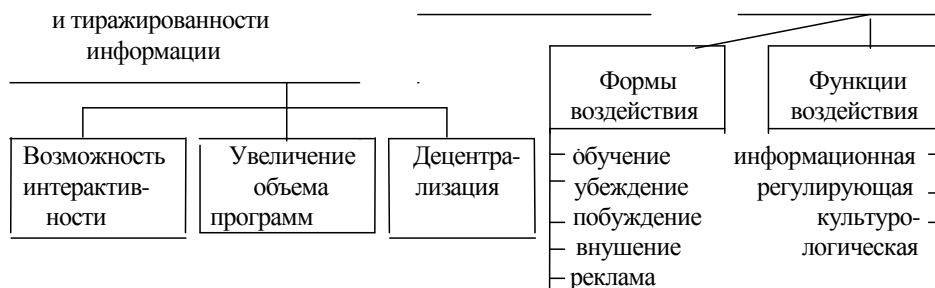 и тиражированности
информации
Формы
воздействия
Функции
воздействия
Возможность
интерактив-
ности
Увеличение
объема
программ
Децентра-
лизация
обучение
убеждение
побуждение
внушение
реклама
информационная
регулирующая
культуро-
логическая